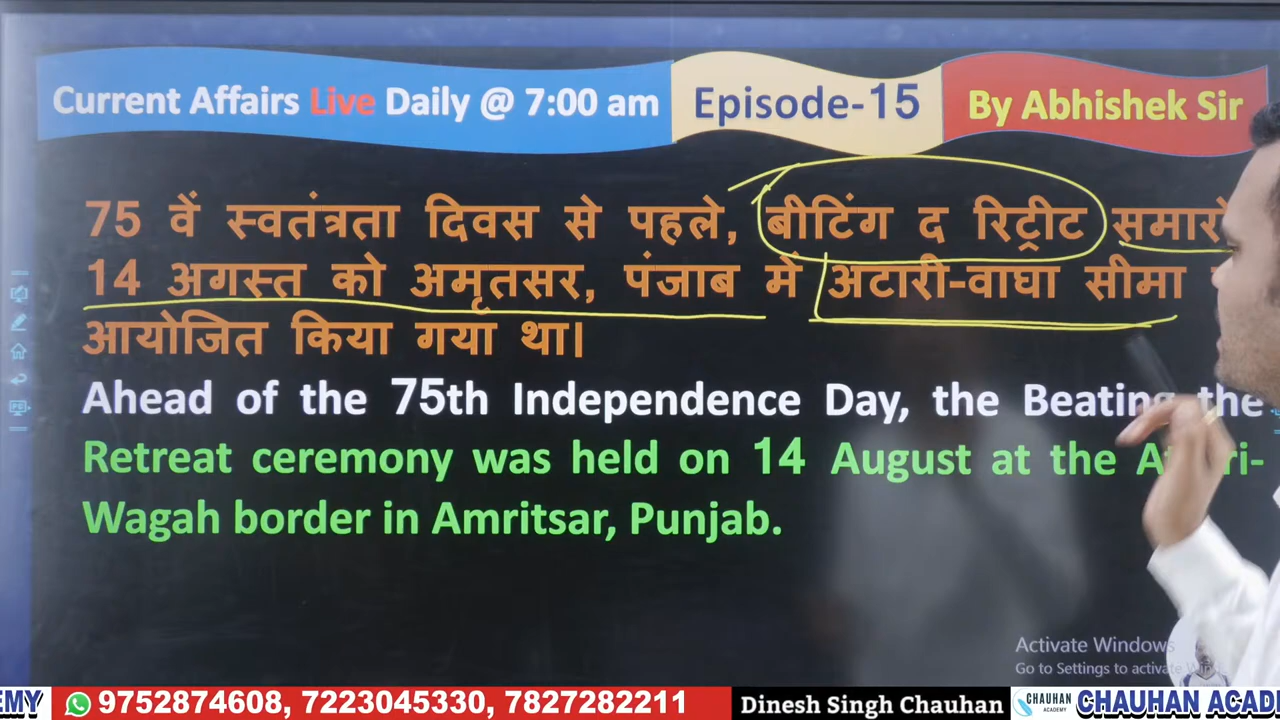 Current Affairs Live Daily @ 7:00 am Episode-15 By Abhishek Sir
75 वें स्वतंत्रता दिवस से पहले, बीटिंग द रिट्रीट
14 अगस्त को अमृतसर, पंजाब में अटारी-वाघा सीमा
आयोजित किया गया था।
Ahead of the 75th Independence Day, the Beating the
Retreat ceremony was held on 14 August at the
Wagah border in Amritsar, Punjab.
Activate Windows
Go to Settings to activate
9752874608, 7223045330, 7827282211 Dinesh Singh Chauhan CHAUHAN ACADEMY CHAUHAN